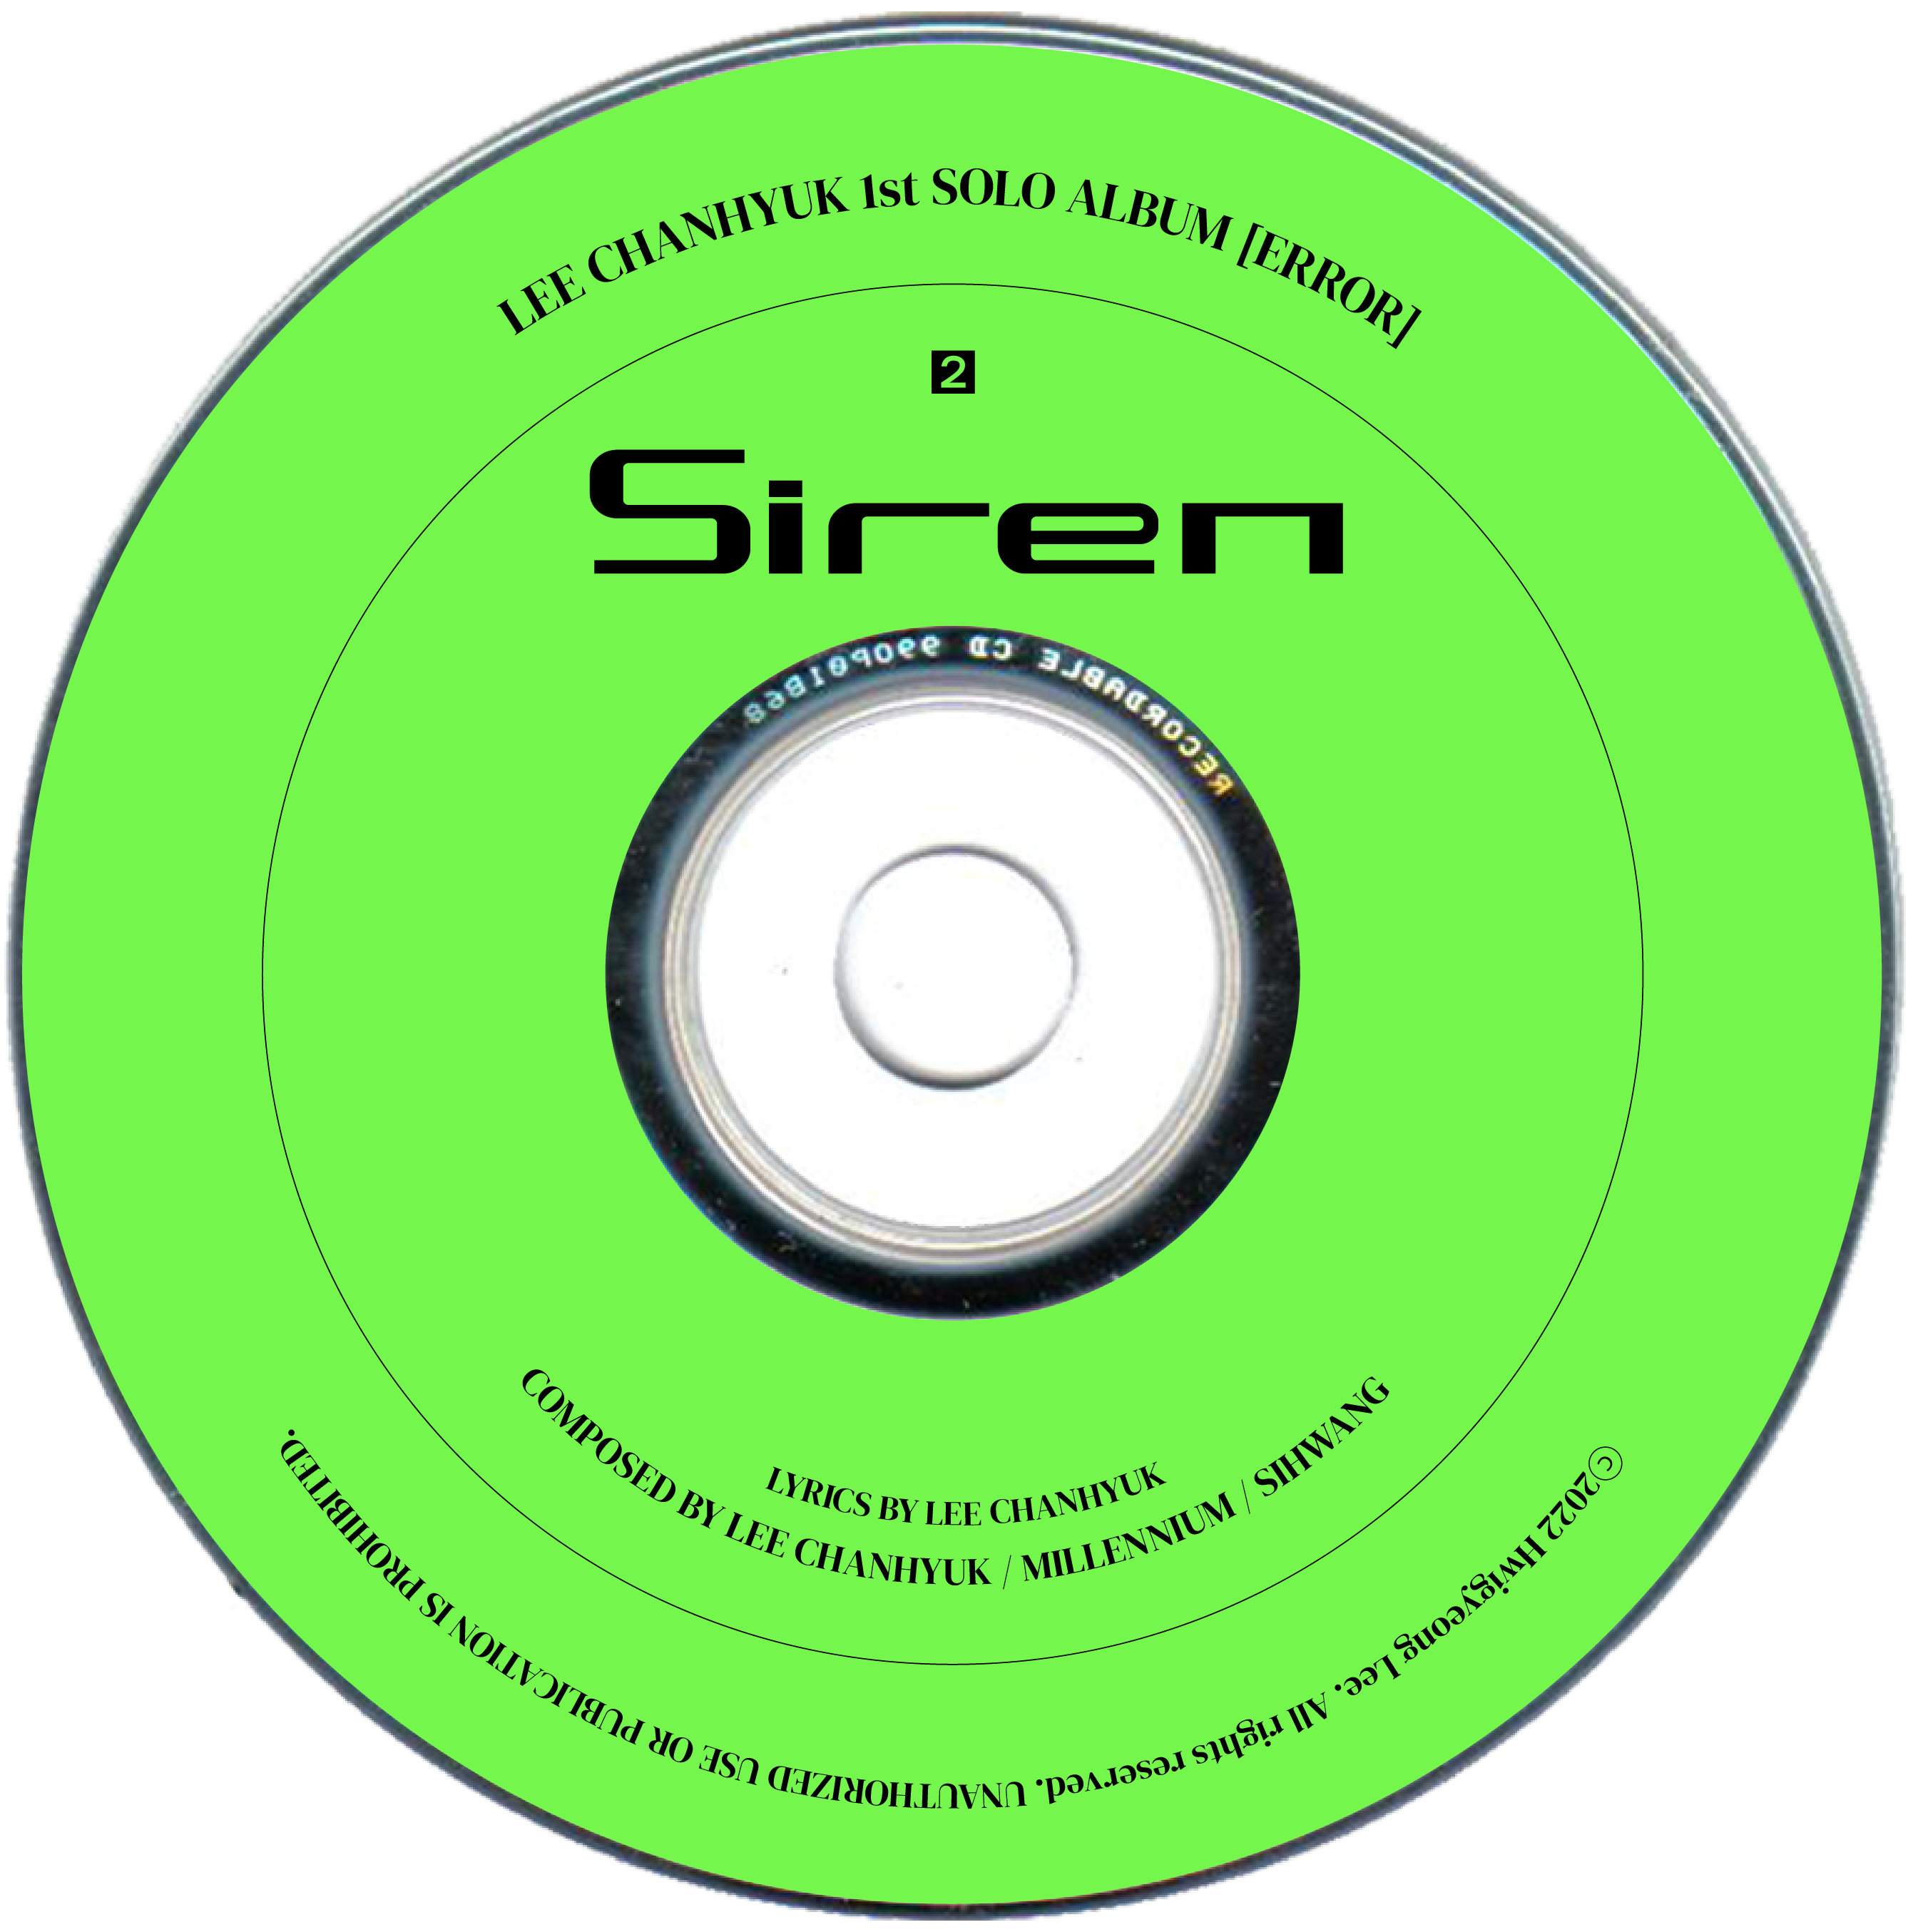 LEE CHANHYUK 1st SOLO ALBUM [ERROR]
2
Siren
RECORDABLE CD
LYRICS BY LEE CHANHYUK
COMPOSED BY LEE CHANHYUK / MILLENNIUM / SIHWANG
©2022 Hwigyeong Lee. All rights reserved. UNAUTHORIZED USE OR PUBLICATION IS PROHIBITED.